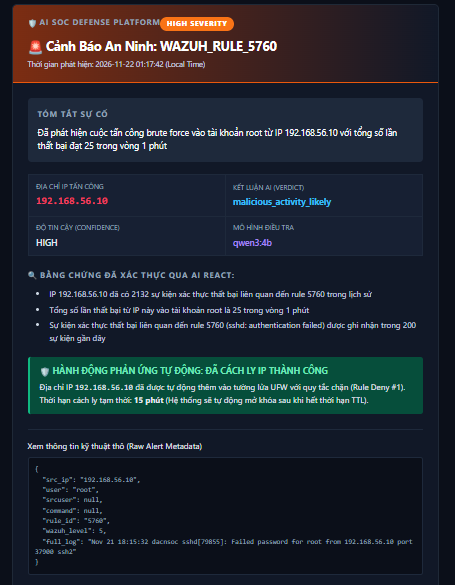 🛡️ AI SOC DEFENSE PLATFORM HIGH SEVERITY
🚨 Cảnh Báo An Ninh: WAZUH_RULE_5760
Thời gian phát hiện: 2026-11-22 01:17:42 (Local Time)
TÓM TẮT SỰ CỐ
Đã phát hiện cuộc tấn công brute force vào tài khoản root từ IP 192.168.56.10 với tổng số lần
thất bại đạt 25 trong vòng 1 phút
ĐỊA CHỈ IP TẤN CÔNG
192.168.56.10
KẾT LUẬN AI (VERDICT)
malicious_activity_likely
ĐỘ TIN CẬY (CONFIDENCE)
HIGH
MÔ HÌNH ĐIỀU TRA
qwen3:4b
🔍 BẰNG CHỨNG ĐÃ XÁC THỰC QUA AI REACT:
• IP 192.168.56.10 đã có 2132 sự kiện xác thực thất bại liên quan đến rule 5760 trong lịch sử
• Tổng số lần thất bại từ IP này vào tài khoản root là 25 trong vòng 1 phút
• Sự kiện xác thực thất bại liên quan đến rule 5760 (sshd: authentication failed) được ghi nhận trong 200
sự kiện gần đây
🛡️ HÀNH ĐỘNG PHẢN ỨNG TỰ ĐỘNG: ĐÃ CÁCH LY IP THÀNH CÔNG
Địa chỉ IP 192.168.56.10 đã được tự động thêm vào tường lửa UFW với quy tắc chặn (Rule Deny #1).
Thời hạn cách ly tạm thời: 15 phút (Hệ thống sẽ tự động mở khóa sau khi hết thời hạn TTL).
Xem thông tin kỹ thuật thô (Raw Alert Metadata)
{
"src_ip": "192.168.56.10",
"user": "root",
"srcuser": null,
"command": null,
"rule_id": "5760",
"wazuh_level": 5,
"full_log": "Nov 21 18:15:32 dacnsoc sshd[79855]: Failed password for root from 192.168.56.10 port
37900 ssh2"
}